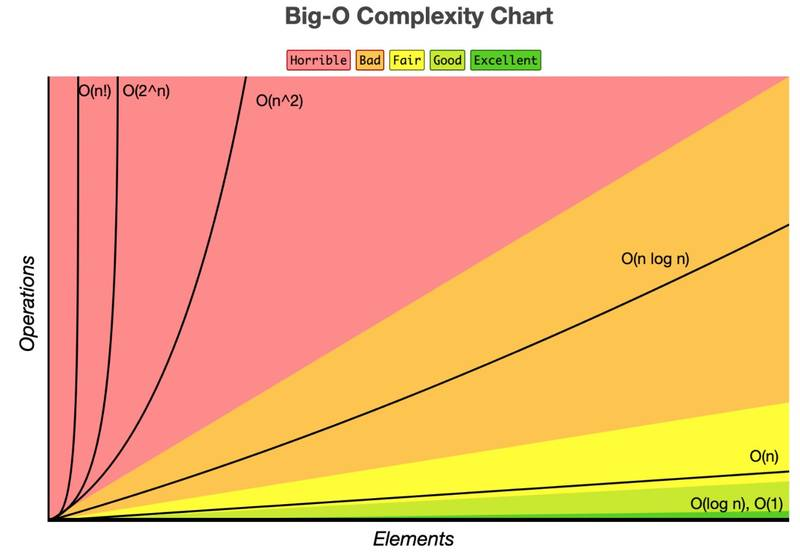 Big-O Complexity Chart
Horrible Bad Fair Good Excellent
O(n!) O(2^n)
O(n^2)
O(n log n)
O(n)
O(log n), O(1)
Operations
Elements